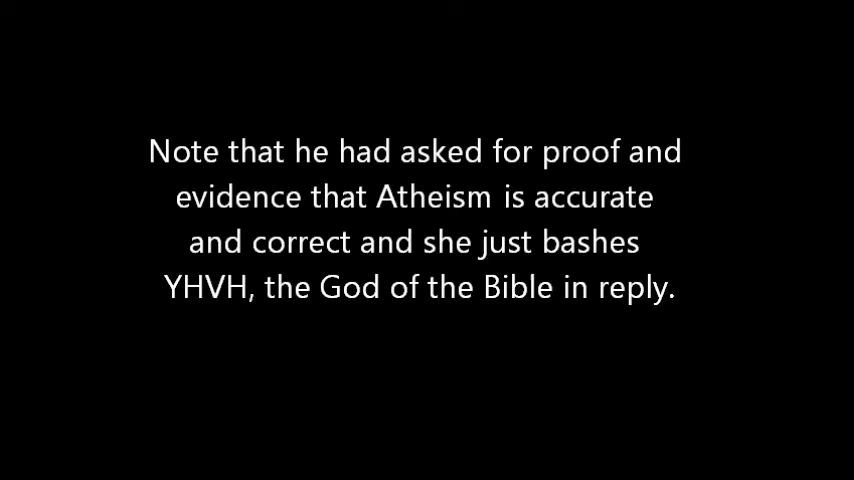 Note that he had asked for proof and
evidence that Atheism is accurate
and correct and she just bashes
YHVH, the God of the Bible in reply.